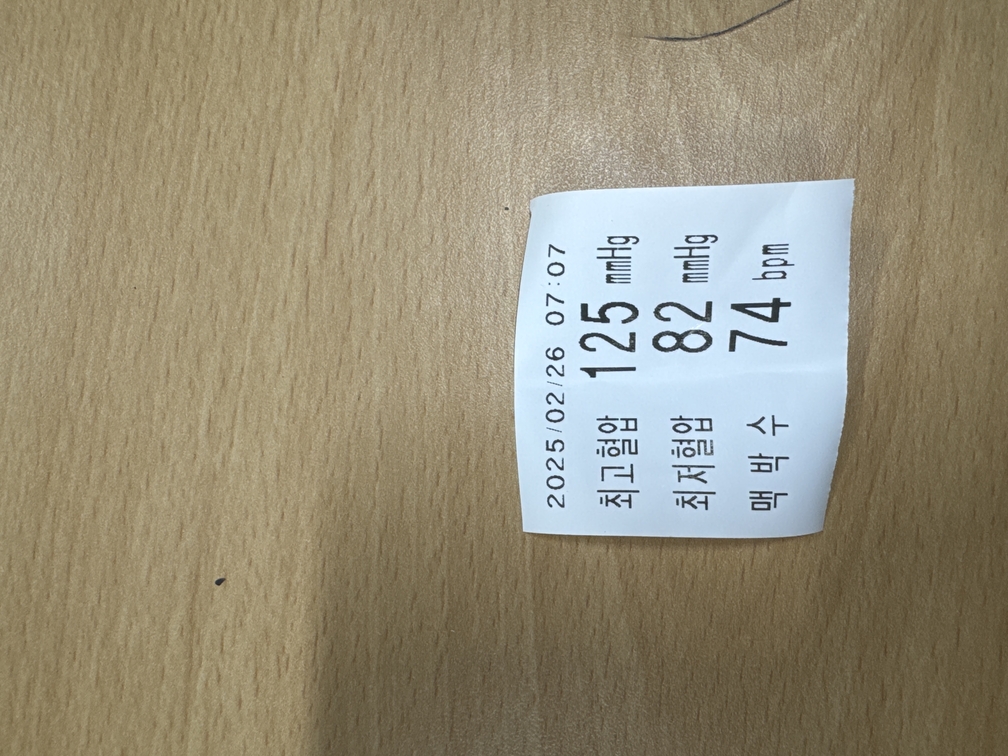 2025/02/26 07:07
최고혈압 125 mmHg
최저혈압 82 mmHg
맥 박 수 74 bpm